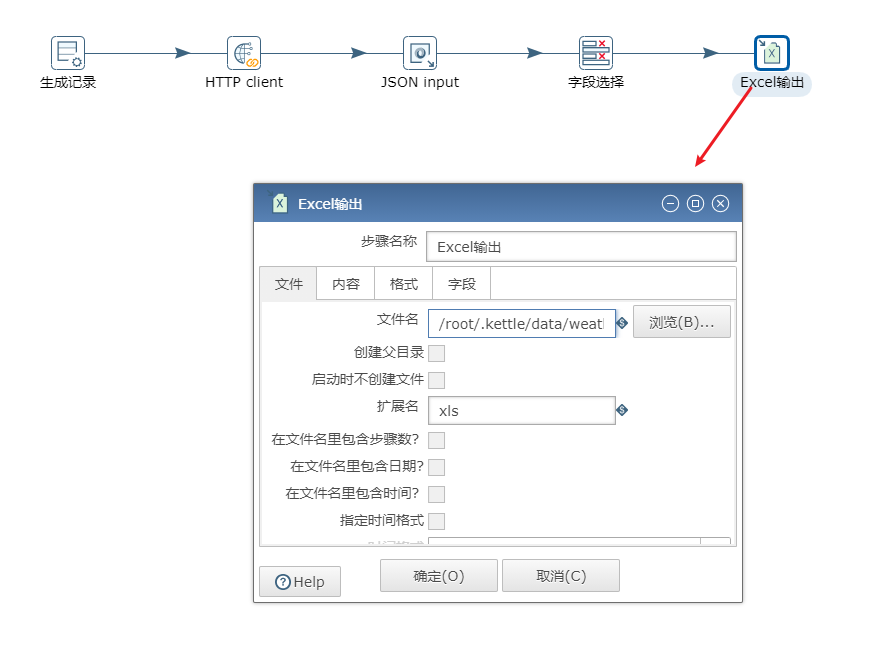 生成记录
HTTP client
JSON input
字段选择
Excel输出
Excel输出
步骤名称
Excel输出
文件
内容
格式
字段
文件名
/root/.kettle/data/weatl
浏览(B)...
创建父目录
启动时不创建文件
扩展名
xls
在文件名里包含步骤数?
在文件名里包含日期?
在文件名里包含时间?
指定时间格式
Help
确定(O)
取消(C)